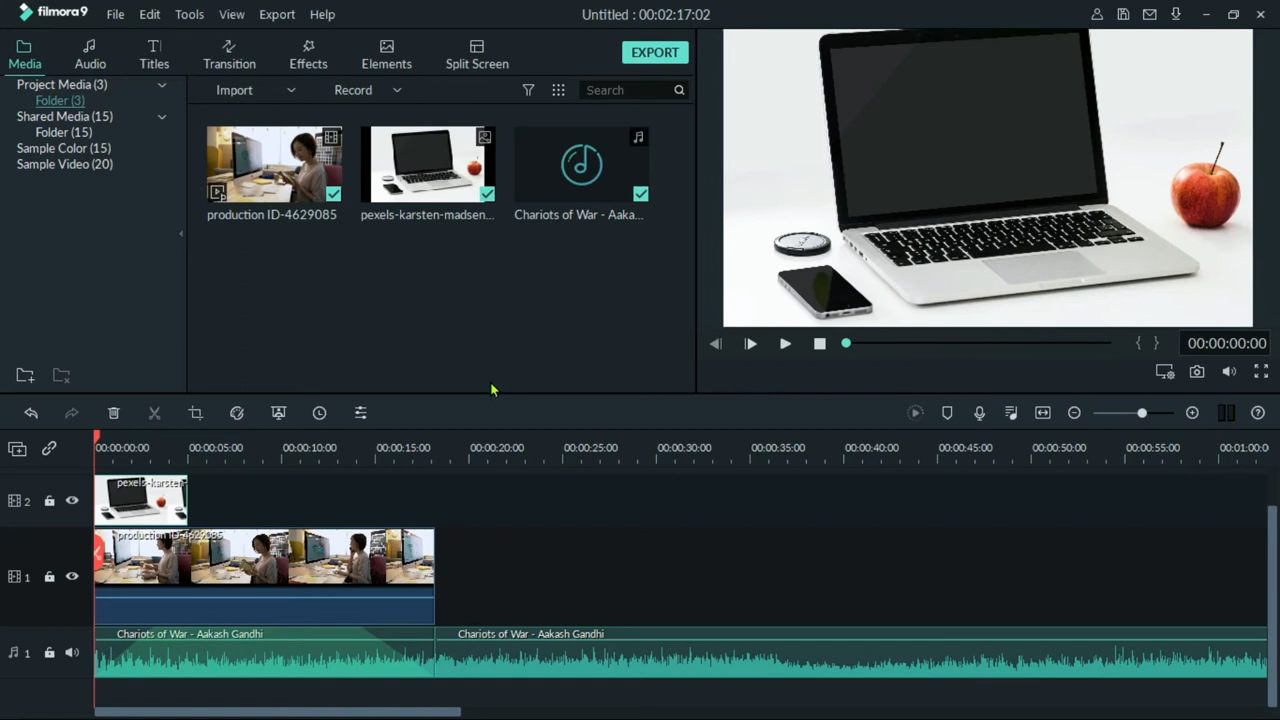 filmora9 File Edit Tools View Export Help Untitled : 00:02:17:02
Media Audio Titles Transition Effects Elements Split Screen EXPORT
Project Media (3)
Folder (3)
Shared Media (15)
Folder (15)
Sample Color (15)
Sample Video (20)
Import Record Search
production ID-4629085 pexels-karsten-madsen... Chariots of War - Aaka...
00:00:00:00
00:00:00:00 00:00:05:00 00:00:10:00 00:00:15:00 00:00:20:00 00:00:25:00 00:00:30:00 00:00:35:00 00:00:40:00 00:00:45:00 00:00:50:00 00:00:55:00 00:01:00:0
2 pexels-karsten-
production ID-4629085
1
Chariots of War - Aakash Gandhi Chariots of War - Aakash Gandhi
1